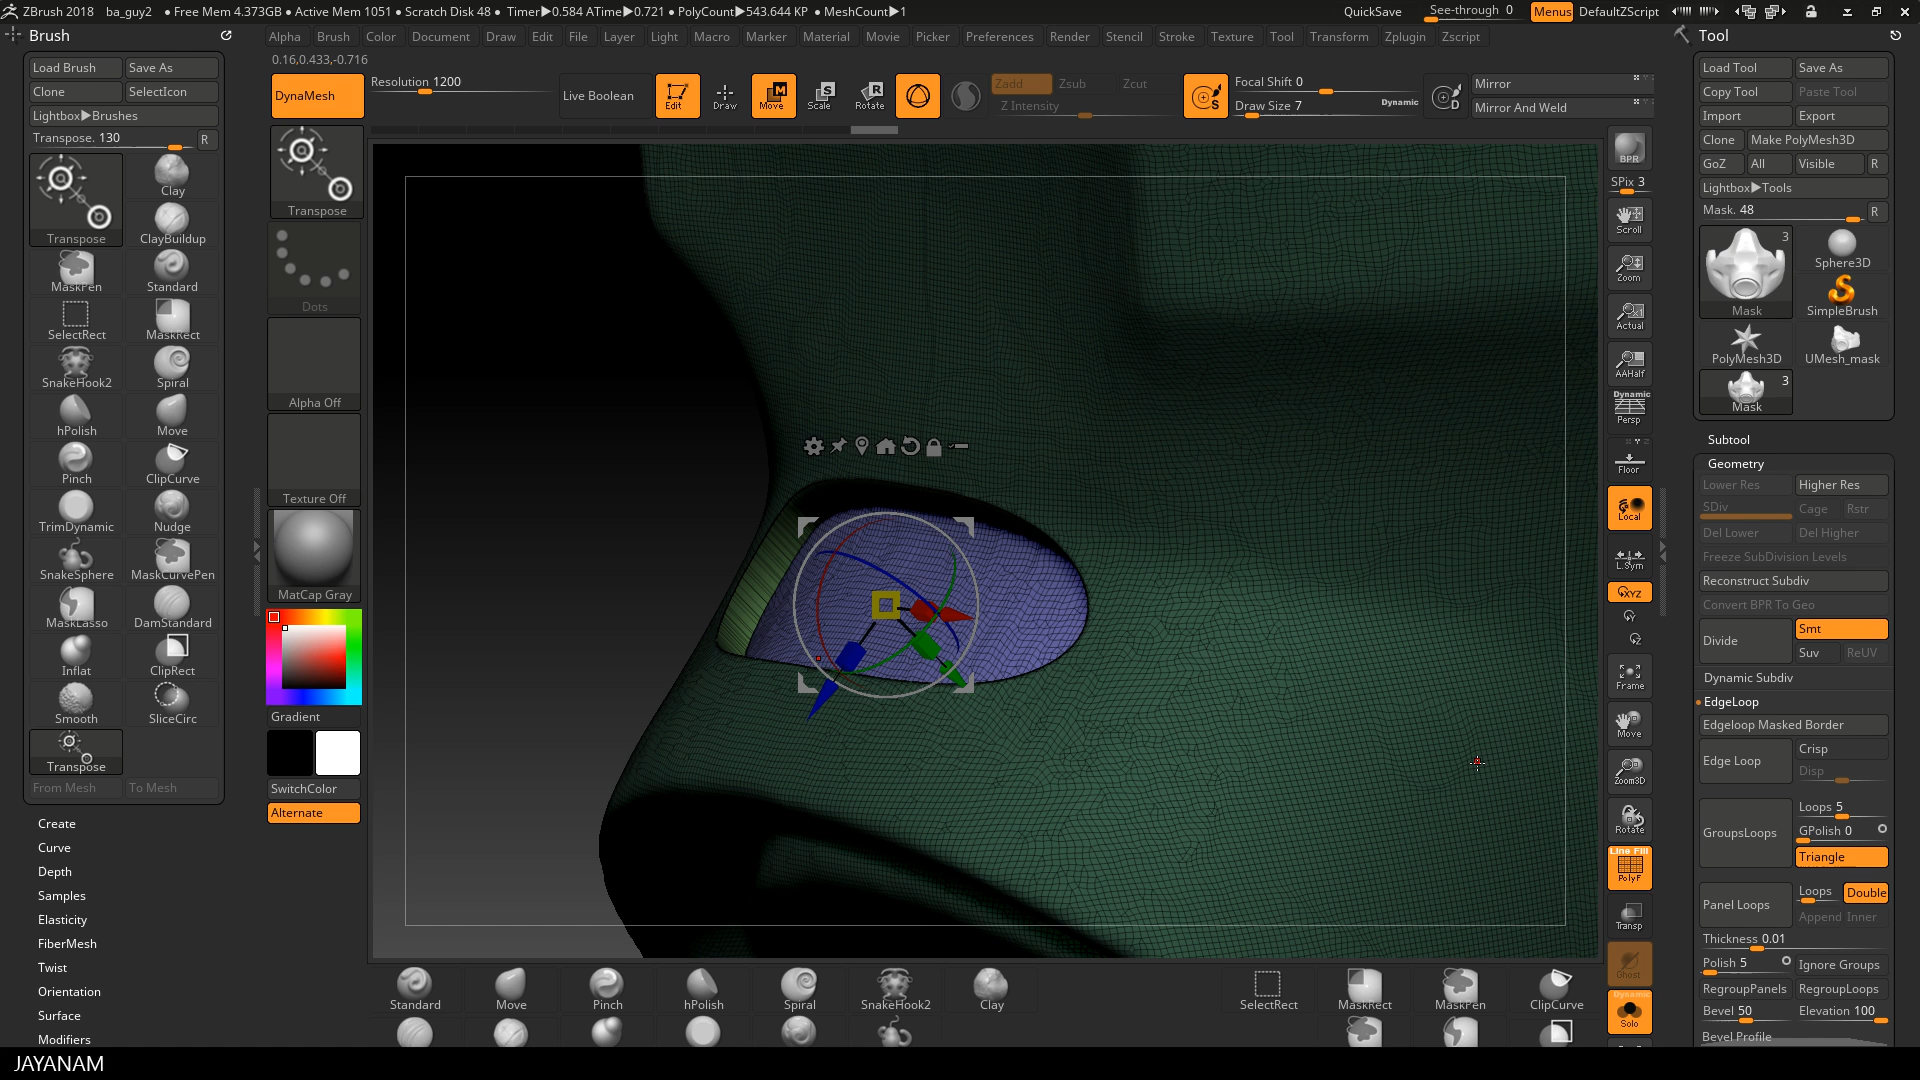 ZBrush 2018 ba_guy2 ● Free Mem 4.373GB ● Active Mem 1051 ● Scratch Disk 48 ● Timer▶0.584 ATime▶0.721 ● PolyCount▶543.644 KP ● MeshCount▶1 QuickSave See-through 0 Menus DefaultZScript
Brush
Alpha Brush Color Document Draw Edit File Layer Light Macro Marker Material Movie Picker Preferences Render Stencil Stroke Texture Tool Transform Zplugin Zscript
Tool
0.16,0.433,-0.716
Load Brush Save As
Clone SelectIcon
Lightbox▶Brushes
Transpose. 130 R
Transpose
Clay
ClayBuildup
MaskPen Standard
SelectRect MaskRect
SnakeHook2 Spiral
hPolish Move
Pinch ClipCurve
TrimDynamic Nudge
SnakeSphere MaskCurvePen
MaskLasso DamStandard
Inflat ClipRect
Smooth SliceCirc
Transpose
From Mesh To Mesh
Create
Curve
Depth
Samples
Elasticity
FiberMesh
Twist
Orientation
Surface
Modifiers
DynaMesh
Resolution 1200
Live Boolean
Edit Draw Move Scale Rotate
M S R
Zadd Zsub Zcut
Z Intensity
S
Focal Shift 0
Draw Size 7 Dynamic
D
Mirror
Mirror And Weld
Transpose
Dots
Alpha Off
Texture Off
MatCap Gray
Gradient
SwitchColor
Alternate
BPR
SPix 3
Scroll
Zoom
Actual
AAHalf
Dynamic
Persp
Floor
Local
L.Sym
XYZ
Y
Z
Frame
Move
Zoom3D
Rotate
Line Fill
PolyF
Transp
Ghost
Dynamic
Solo
Load Tool Save As
Copy Tool Paste Tool
Import Export
Clone Make PolyMesh3D
GoZ All Visible R
Lightbox▶Tools
Mask. 48 R
3
Mask
Sphere3D
SimpleBrush
PolyMesh3D UMesh_mask
3
Mask
Subtool
Geometry
Lower Res Higher Res
SDiv Cage Rstr
Del Lower Del Higher
Freeze SubDivision Levels
Reconstruct Subdiv
Convert BPR To Geo
Divide Smt
Suv ReUV
Dynamic Subdiv
EdgeLoop
Edgeloop Masked Border
Edge Loop Crisp
Disp
GroupsLoops Loops 5
GPolish 0
Triangle
Panel Loops Loops Double
Append Inner
Thickness 0.01
Polish 5 Ignore Groups
RegroupPanels RegroupLoops
Bevel 50 Elevation 100
Bevel Profile
Standard Move Pinch hPolish Spiral SnakeHook2 Clay SelectRect MaskRect MaskPen ClipCurve
JAYANAM